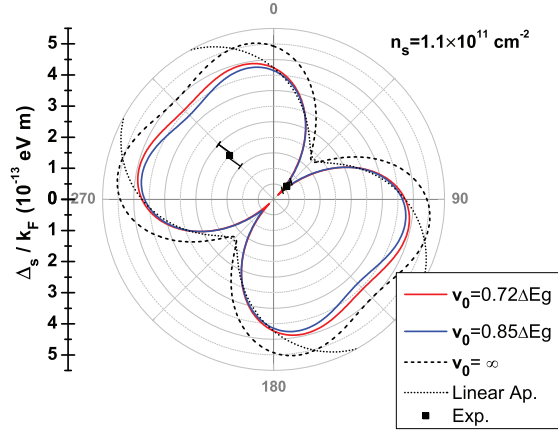 0
n_s=1.1×10^11 cm^-2
5
4
3
2
1
0
1
2
3
4
5
Δ_s / k_F (10^-13 eV m)
270
90
180
v_0=0.72ΔEg
v_0=0.85ΔEg
v_0= ∞
Linear Ap.
Exp.